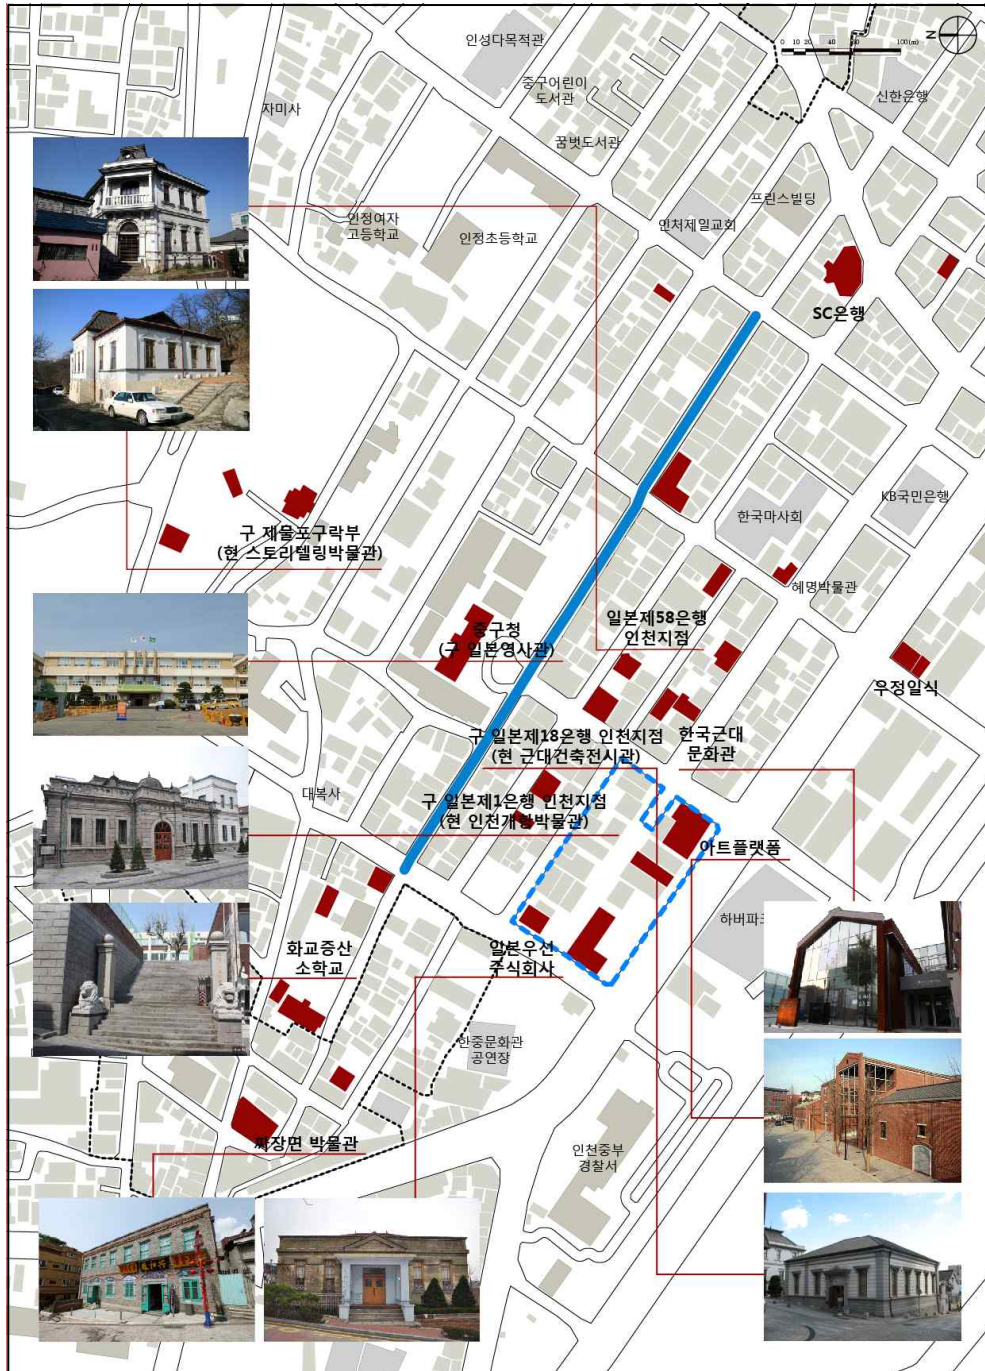 인성다목적관
0 10 20 40 60 100(m)
N
중구어린이
도서관
신한은행
자미사
꿈벗도서관
프린스빌딩
인정여자
고등학교
인정초등학교
인처제일교회
SC은행
KB국민은행
한국마사회
구 제물포구락부
(현 스토리텔링박물관)
혜명박물관
일본제58은행
인천지점
중구청
(구 일본영사관)
우정일식
구 일본제18은행 인천지점
(현 근대건축전시관)
한국근대
문화관
대복사
구 일본제1은행 인천지점
(현 인천개항박물관)
아트플랫폼
하버파크
화교중산
소학교
일본우선
주식회사
한중문화관
공연장
짜장면 박물관
인천중부
경찰서